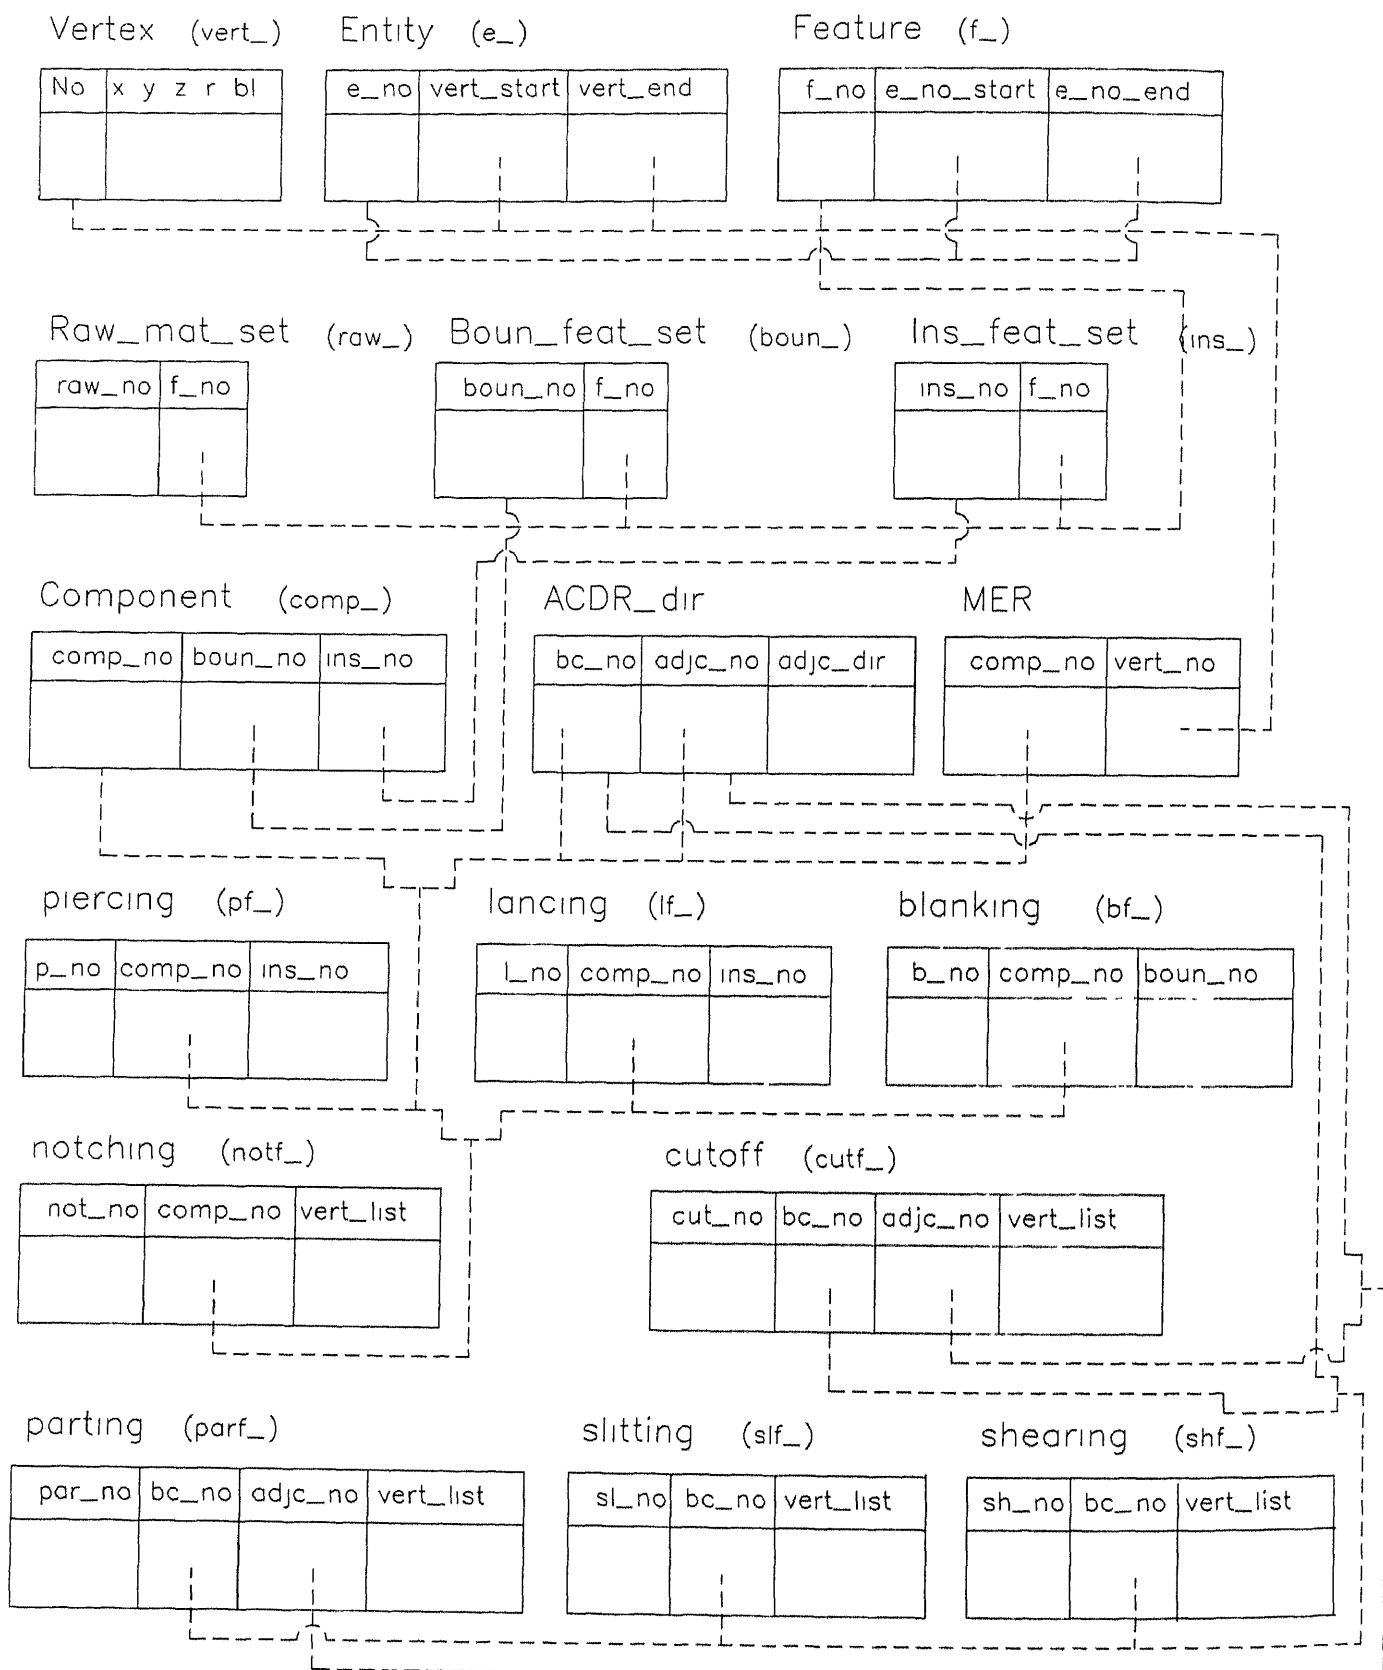 Vertex (vert_) Entity (e_) Feature (f_)
No x y z r bl e_no vert_start vert_end f_no e_no_start e_no_end
Raw_mat_set (raw_) Boun_feat_set (boun_) Ins_feat_set (ins_)
raw_no f_no boun_no f_no ins_no f_no
Component (comp_) ACDR_dir MER
comp_no boun_no ins_no bc_no adjc_no adjc_dir comp_no vert_no
piercing (pf_) lancing (lf_) blanking (bf_)
p_no comp_no ins_no l_no comp_no ins_no b_no comp_no boun_no
notching (notf_) cutoff (cutf_)
not_no comp_no vert_list cut_no bc_no adjc_no vert_list
parting (parf_) slitting (slf_) shearing (shf_)
par_no bc_no adjc_no vert_list sl_no bc_no vert_list sh_no bc_no vert_list